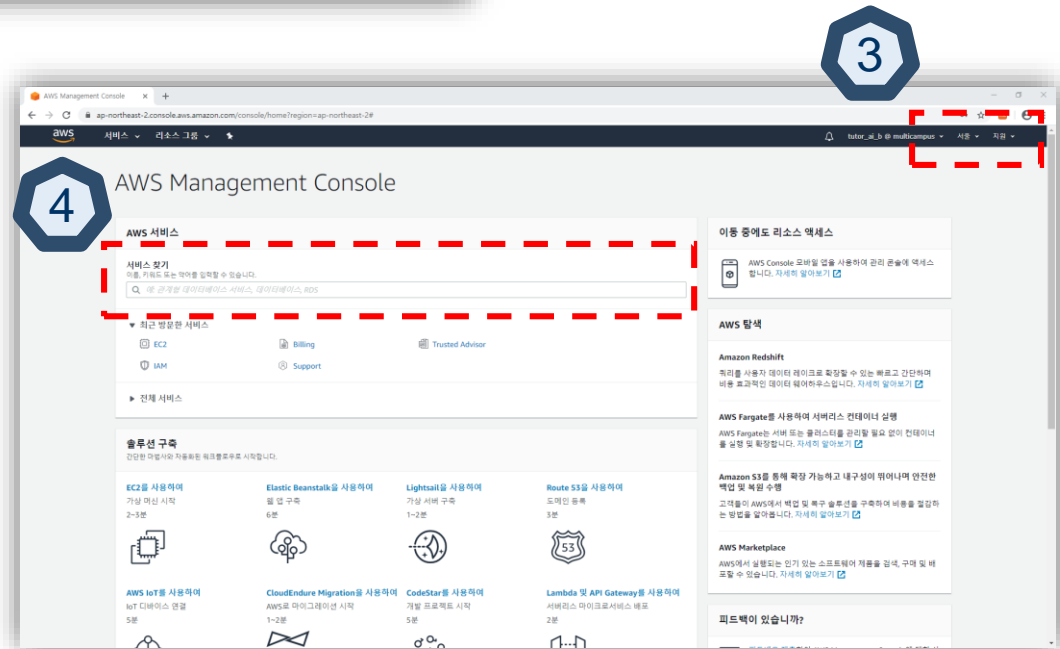 3
AWS Management Console
ap-northeast-2.console.aws.amazon.com/console/home?region=ap-northeast-2#
aws 서비스 리소스 그룹 tutor_ai_b @ multicampus 서울 지원
4
AWS Management Console
AWS 서비스
서비스 찾기
이름, 키워드 또는 약어를 입력할 수 있습니다.
예: 관계형 데이터베이스 서비스, 데이터베이스, RDS
최근 방문한 서비스
EC2 Billing Trusted Advisor
IAM Support
전체 서비스
솔루션 구축
간단한 마법사와 자동화된 워크플로우로 시작합니다.
EC2를 사용하여
가상 머신 시작
2~3분
Elastic Beanstalk을 사용하여
웹 앱 구축
6분
Lightsail을 사용하여
가상 서버 구축
1~2분
Route 53을 사용하여
도메인 등록
3분
53
AWS IoT를 사용하여
IoT 디바이스 연결
5분
CloudEndure Migration을 사용하여
AWS로 마이그레이션 시작
1~2분
CodeStar를 사용하여
개발 프로젝트 시작
5분
Lambda 및 API Gateway를 사용하여
서버리스 마이크로서비스 배포
2분
이동 중에도 리소스 액세스
AWS Console 모바일 앱을 사용하여 관리 콘솔에 액세스
합니다. 자세히 알아보기
AWS 탐색
Amazon Redshift
쿼리를 사용자 데이터 레이크로 확장할 수 있는 빠르고 간단하며
비용 효과적인 데이터 웨어하우스입니다. 자세히 알아보기
AWS Fargate를 사용하여 서버리스 컨테이너 실행
AWS Fargate는 서버 또는 클러스터를 관리할 필요 없이 컨테이너
를 실행 및 확장합니다. 자세히 알아보기
Amazon S3를 통해 확장 가능하고 내구성이 뛰어나며 안전한
백업 및 복원 수행
고객들이 AWS에서 백업 및 복구 솔루션을 구축하여 비용을 절감하
는 방법을 알아봅니다. 자세히 알아보기
AWS Marketplace
AWS에서 실행되는 인기 있는 소프트웨어 제품을 검색, 구매 및 배
포할 수 있습니다. 자세히 알아보기
피드백이 있습니까?